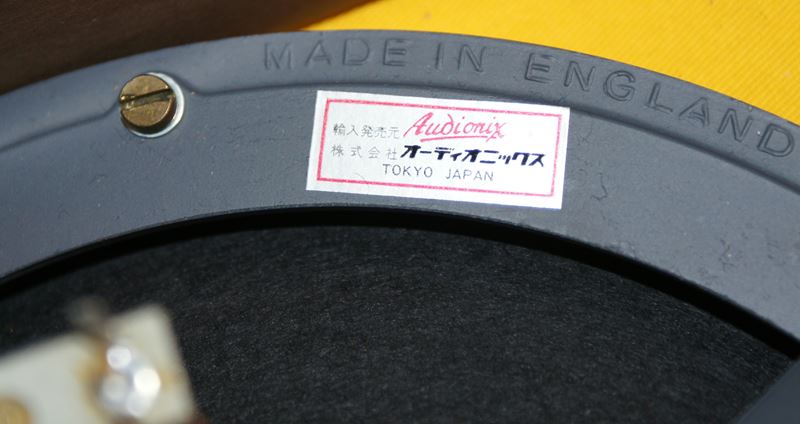 MADE IN ENGLAND
輸入発売元 Audionix
株式会社 オーディオニックス
TOKYO JAPAN